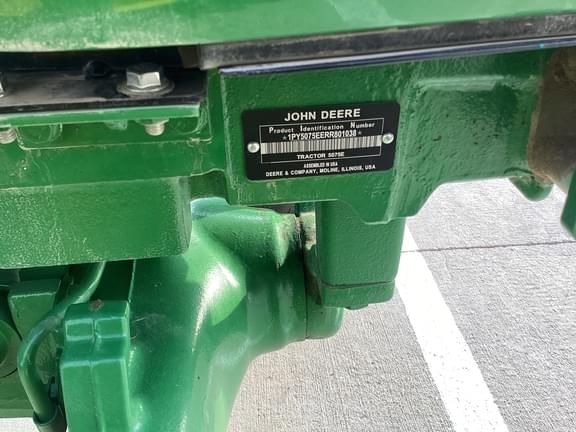 JOHN DEERE
Product Identification Number
*1PY5075EERR801038*
TRACTOR 5075E
ASSEMBLED IN USA
DEERE & COMPANY, MOLINE, ILLINOIS, USA